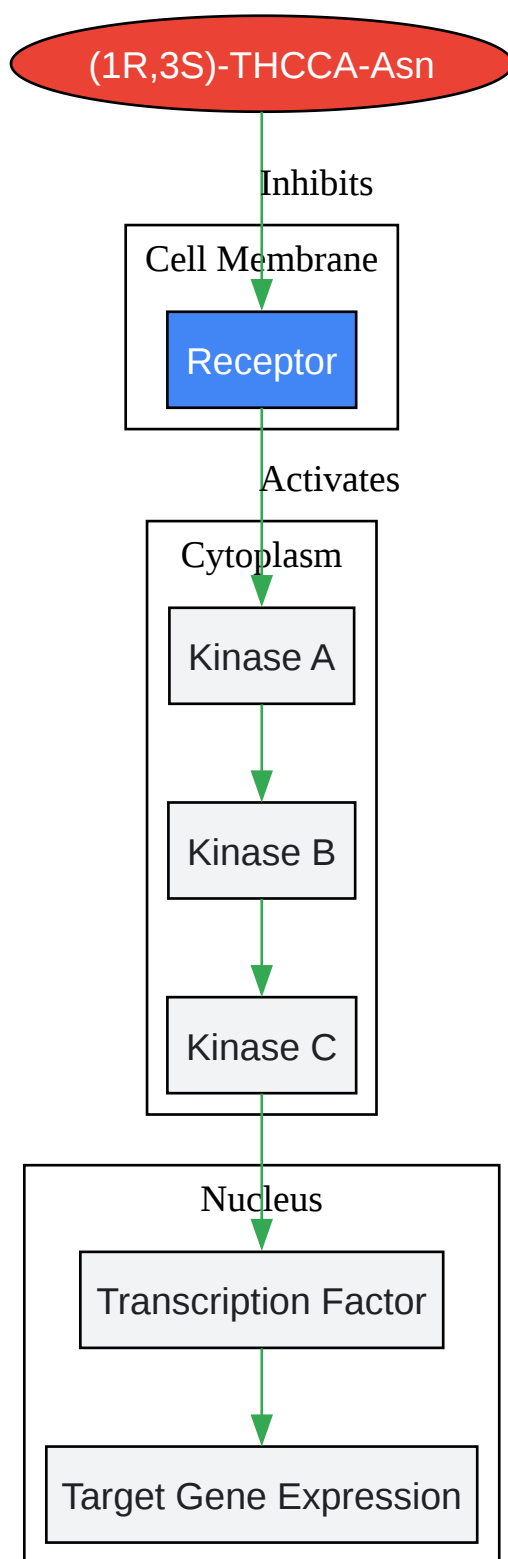 (1R,3S)-THCCA-Asn
Inhibits
Cell Membrane
Receptor
Activates
Cytoplasm
Kinase A
Kinase B
Kinase C
Nucleus
Transcription Factor
Target Gene Expression